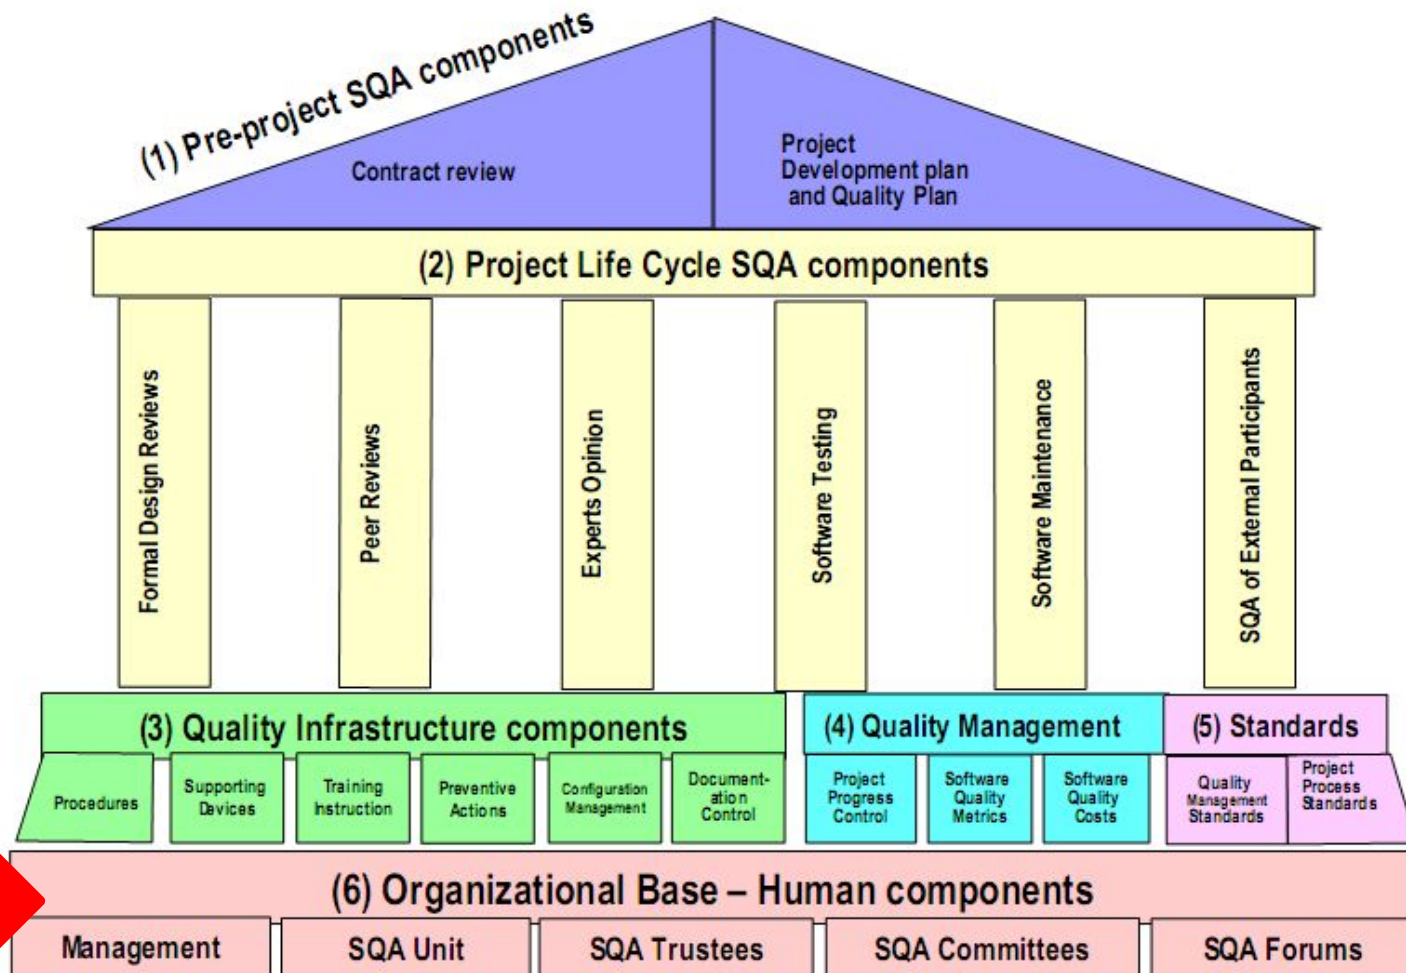 (1) Pre-project SQA components
Contract review
Project
Development plan
and Quality Plan
(2) Project Life Cycle SQA components
Formal Design Reviews
Peer Reviews
Experts Opinion
Software Testing
Software Maintenance
SQA of External Participants
(3) Quality Infrastructure components
(4) Quality Management
(5) Standards
Procedures
Supporting
Devices
Training
Instruction
Preventive
Actions
Configuration
Management
Document-
ation
Control
Project
Progress
Control
Software
Quality
Metrics
Software
Quality
Costs
Quality
Management
Standards
Project
Process
Standards
(6) Organizational Base – Human components
Management
SQA Unit
SQA Trustees
SQA Committees
SQA Forums